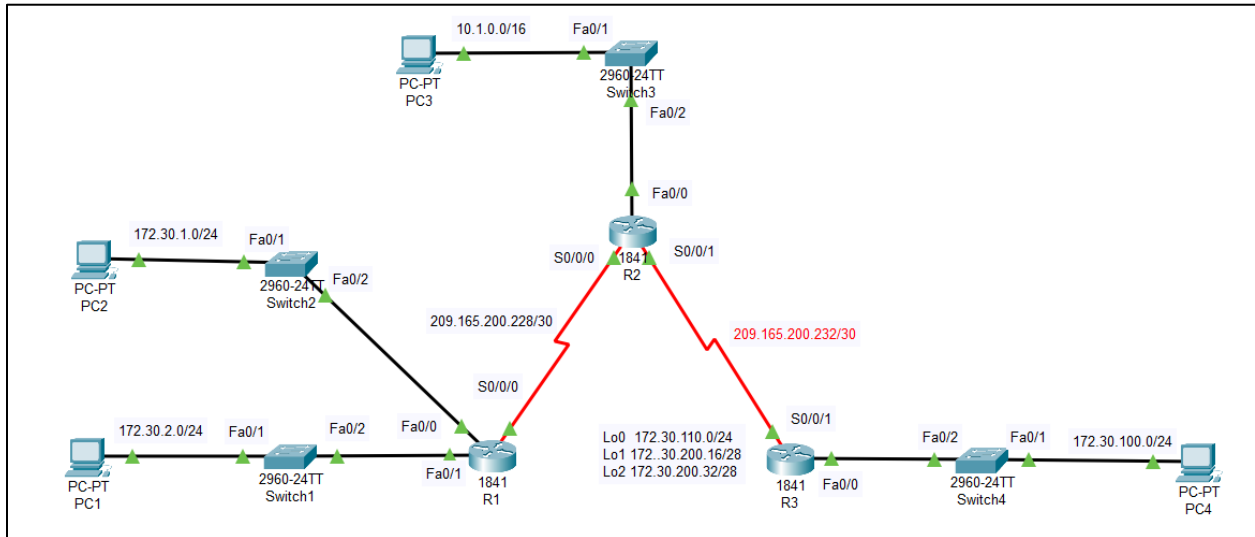 10.1.0.0/16
Fa0/1
PC-PT
PC3
2960-24TT
Switch3
Fa0/2
Fa0/0
172.30.1.0/24
Fa0/1
S0/0/0
S0/0/1
1841
R2
PC-PT
PC2
2960-24TT
Switch2
Fa0/2
209.165.200.228/30
209.165.200.232/30
S0/0/0
172.30.2.0/24
Fa0/1
Fa0/2
Fa0/0
Fa0/1
PC-PT
PC1
2960-24TT
Switch1
1841
R1
Lo0 172.30.110.0/24
Lo1 172..30.200.16/28
Lo2 172.30.200.32/28
S0/0/1
Fa0/0
1841
R3
Fa0/2
Fa0/1
172.30.100.0/24
2960-24TT
Switch4
PC-PT
PC4